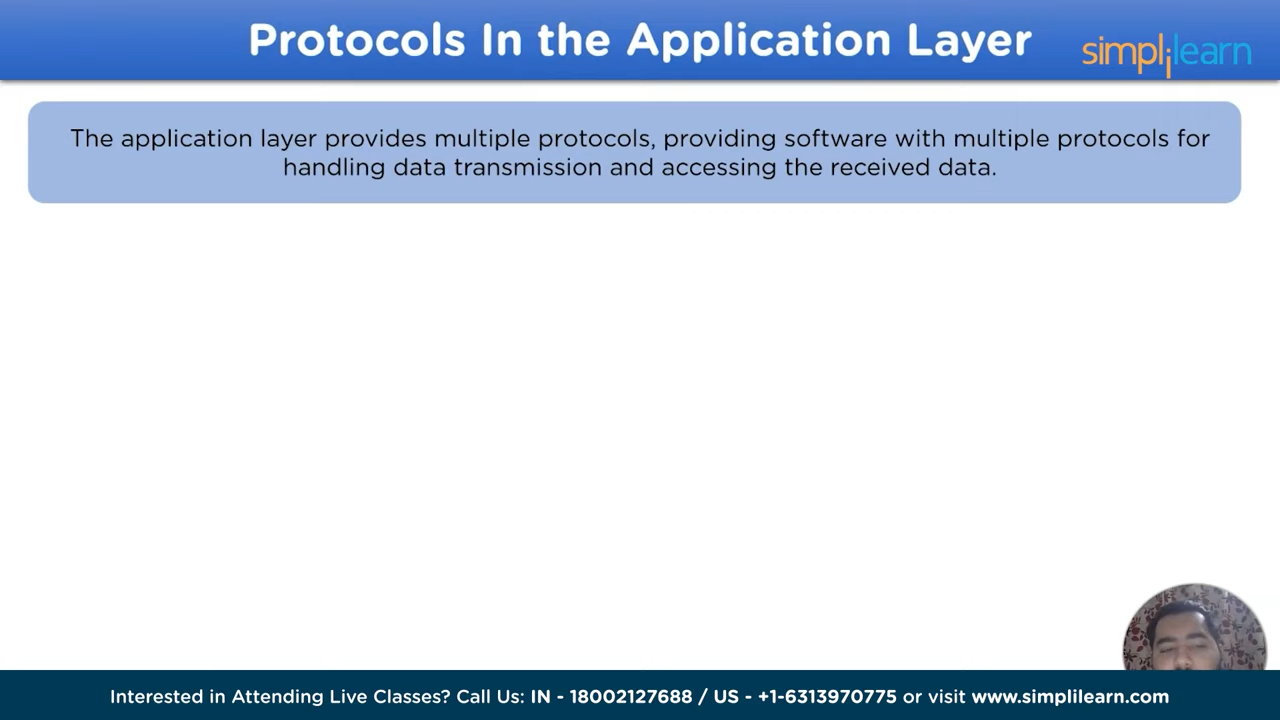 Protocols In the Application Layer
simplilearn
The application layer provides multiple protocols, providing software with multiple protocols for
handling data transmission and accessing the received data.
Interested in Attending Live Classes? Call Us: IN - 18002127688 / US - +1-6313970775 or visit www.simplilearn.com